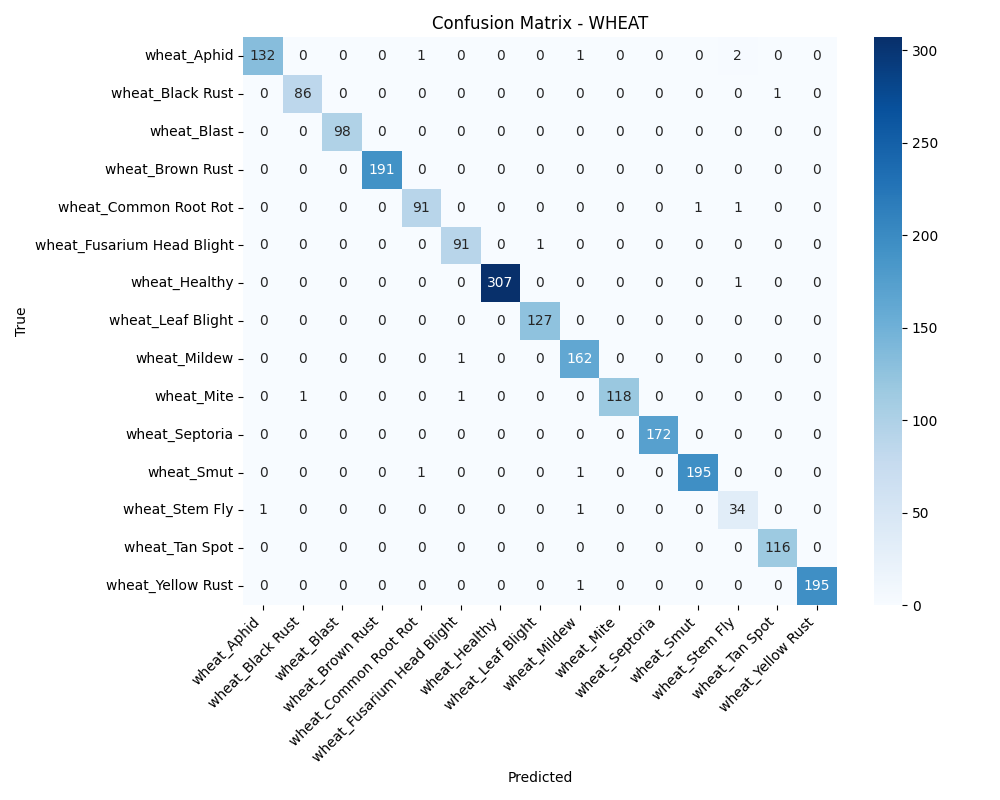 Confusion Matrix - WHEAT
wheat_Aphid 132 0 0 0 1 0 0 0 1 0 0 0 2 0 0
wheat_Black Rust 0 86 0 0 0 0 0 0 0 0 0 0 0 1 0
wheat_Blast 0 0 98 0 0 0 0 0 0 0 0 0 0 0 0
wheat_Brown Rust 0 0 0 191 0 0 0 0 0 0 0 0 0 0 0
wheat_Common Root Rot 0 0 0 0 91 0 0 0 0 0 0 1 1 0 0
wheat_Fusarium Head Blight 0 0 0 0 0 91 0 1 0 0 0 0 0 0 0
wheat_Healthy 0 0 0 0 0 0 307 0 0 0 0 0 1 0 0
wheat_Leaf Blight 0 0 0 0 0 0 0 127 0 0 0 0 0 0 0
wheat_Mildew 0 0 0 0 0 1 0 0 162 0 0 0 0 0 0
wheat_Mite 0 1 0 0 0 1 0 0 0 118 0 0 0 0 0
wheat_Septoria 0 0 0 0 0 0 0 0 0 0 172 0 0 0 0
wheat_Smut 0 0 0 0 1 0 0 0 1 0 0 195 0 0 0
wheat_Stem Fly 1 0 0 0 0 0 0 0 1 0 0 0 34 0 0
wheat_Tan Spot 0 0 0 0 0 0 0 0 0 0 0 0 0 116 0
wheat_Yellow Rust 0 0 0 0 0 0 0 0 1 0 0 0 0 0 195
True
wheat_Aphid
wheat_Black Rust
wheat_Blast
wheat_Brown Rust
wheat_Common Root Rot
wheat_Fusarium Head Blight
wheat_Healthy
wheat_Leaf Blight
wheat_Mildew
wheat_Mite
wheat_Septoria
wheat_Smut
wheat_Stem Fly
wheat_Tan Spot
wheat_Yellow Rust
Predicted
300
250
200
150
100
50
0